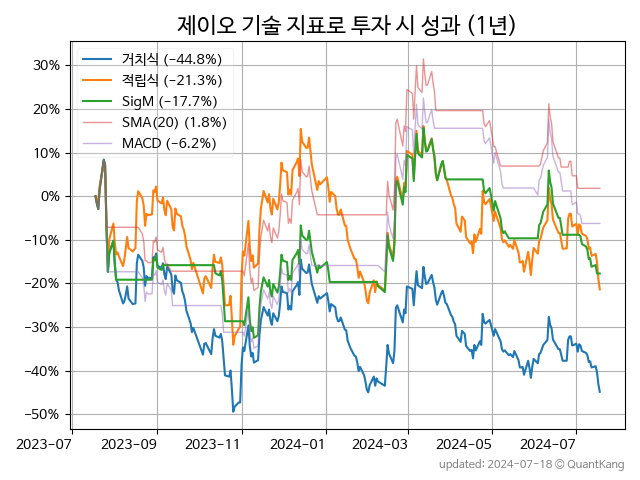 제이오 기술 지표로 투자 시 성과 (1년)
거치식 (−44.8%)
적립식 (−21.3%)
SigM (−17.7%)
SMA(20) (1.8%)
MACD (−6.2%)
30%
20%
10%
0%
−10%
−20%
−30%
−40%
−50%
2023-07 2023-09 2023-11 2024-01 2024-03 2024-05 2024-07
updated: 2024-07-18 © QuantKang